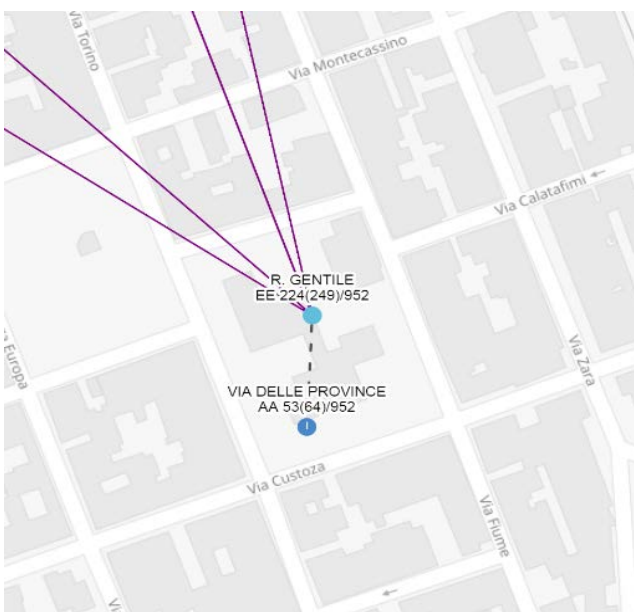 Via Torino
Via Montecassino
Via Calatafimi ←
R. GENTILE
EE 224(249)/952
Via Zara
VIA DELLE PROVINCE
AA 53(64)/952
Via Custoza
Via Fiume
←